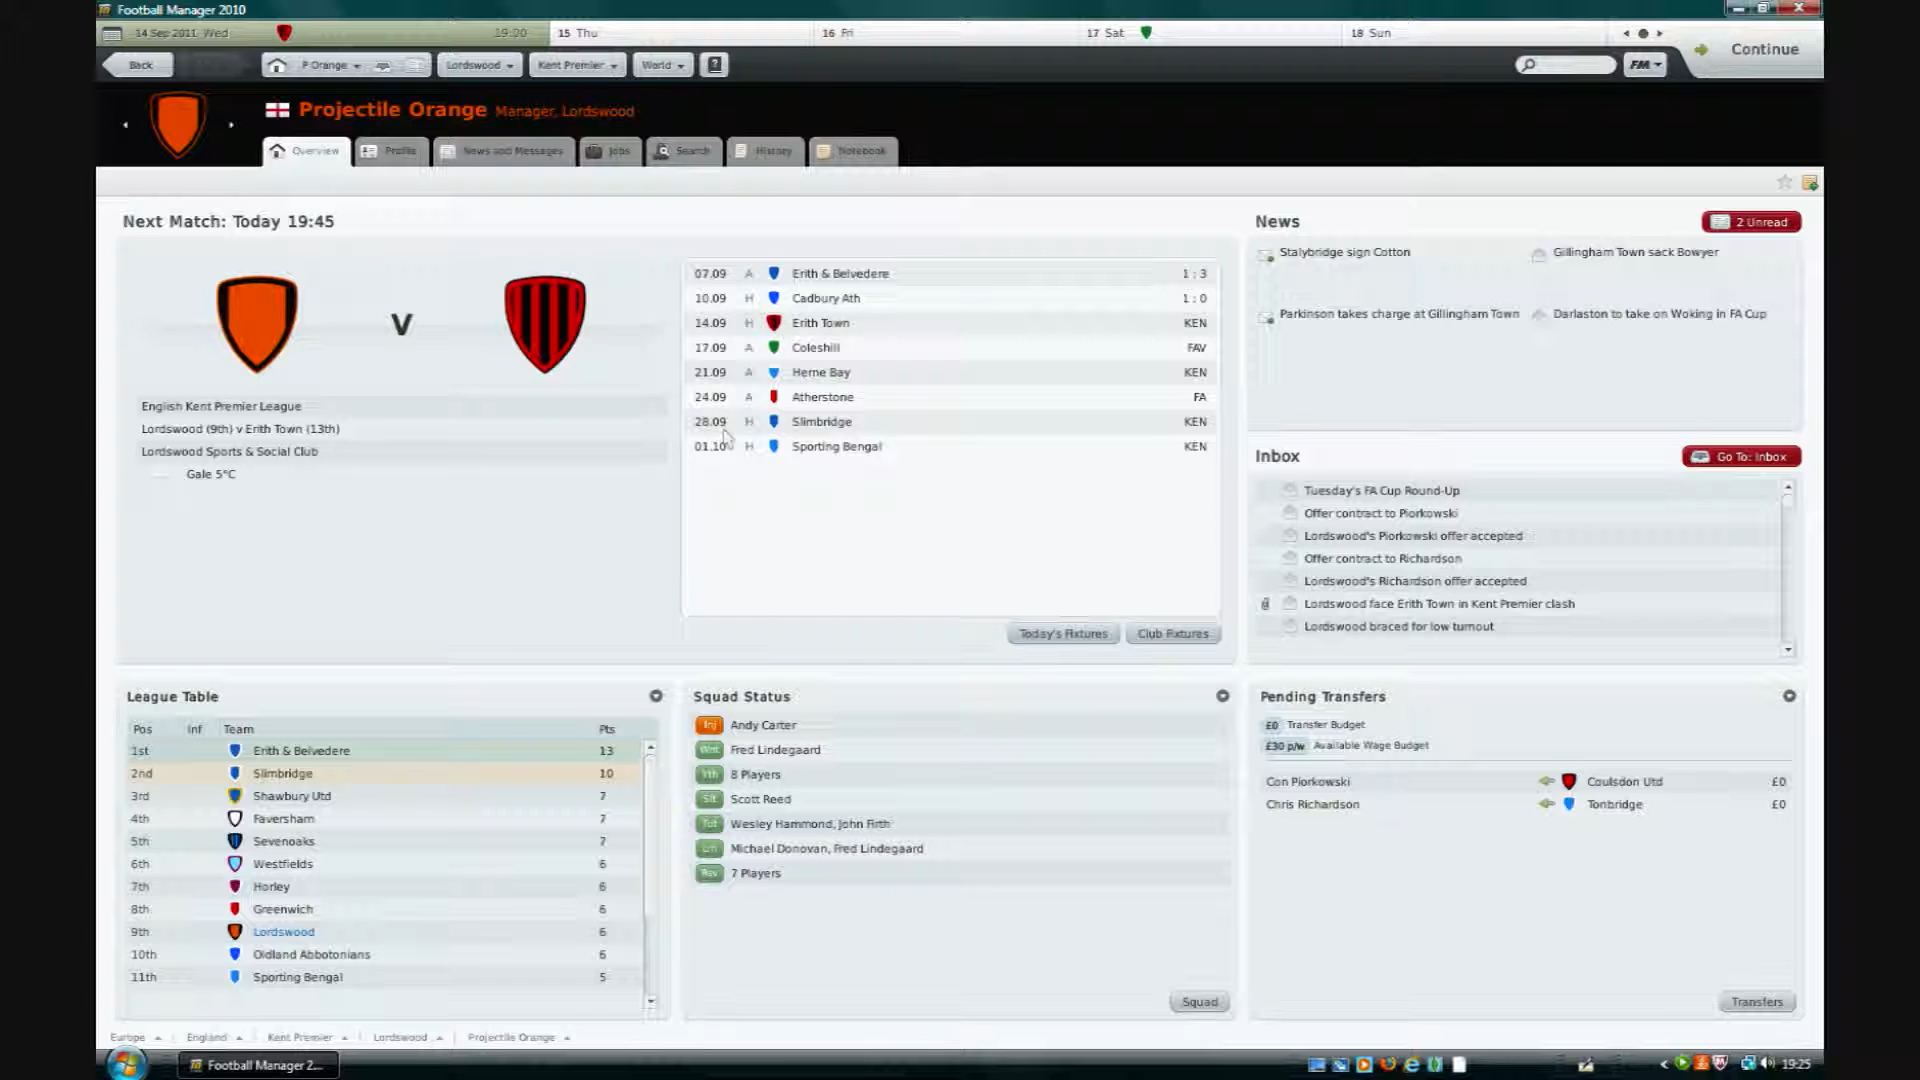 Football Manager 2010
14 Sep 2011 Wed 19:00 15 Thu 16 Fri 17 Sat 18 Sun
Back P Orange Lordswood Kent Premier World ? FM Continue
Projectile Orange Manager, Lordswood
Overview Profile News and Messages Jobs Search History Notebook
Next Match: Today 19:45
V
English Kent Premier League
Lordswood (9th) v Erith Town (13th)
Lordswood Sports & Social Club
Gale 5°C
07.09 A Erith & Belvedere 1 : 3
10.09 H Cadbury Ath 1 : 0
14.09 H Erith Town KEN
17.09 A Coleshill FAV
21.09 A Herne Bay KEN
24.09 A Atherstone FA
28.09 H Slimbridge KEN
01.10 H Sporting Bengal KEN
Today's Fixtures Club Fixtures
News 2 Unread
Stalybridge sign Cotton Gillingham Town sack Bowyer
Parkinson takes charge at Gillingham Town Darlaston to take on Woking in FA Cup
Inbox Go To: Inbox
Tuesday's FA Cup Round-Up
Offer contract to Piorkowski
Lordswood's Piorkowski offer accepted
Offer contract to Richardson
Lordswood's Richardson offer accepted
Lordswood face Erith Town in Kent Premier clash
Lordswood braced for low turnout
League Table
Pos Inf Team Pts
1st Erith & Belvedere 13
2nd Slimbridge 10
3rd Shawbury Utd 7
4th Faversham 7
5th Sevenoaks 7
6th Westfields 6
7th Horley 6
8th Greenwich 6
9th Lordswood 6
10th Oldland Abbotonians 6
11th Sporting Bengal 5
Squad Status
Inj Andy Carter
Wnt Fred Lindegaard
Yth 8 Players
Slt Scott Reed
Tut Wesley Hammond, John Firth
Lrn Michael Donovan, Fred Lindegaard
Rsv 7 Players
Squad
Pending Transfers
£0 Transfer Budget
£30 p/w Available Wage Budget
Con Piorkowski Coulsdon Utd £0
Chris Richardson Tonbridge £0
Transfers
Europe England Kent Premier Lordswood Projectile Orange
Football Manager 2... 19:25